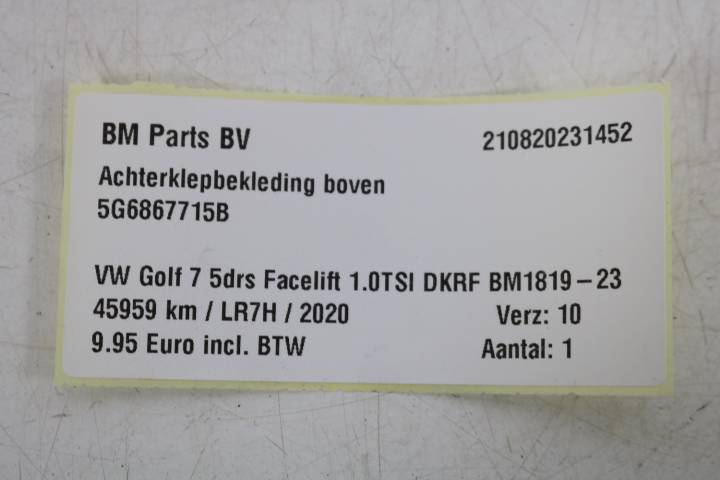 BM Parts BV 210820231452
Achterklepbekleding boven
5G6867715B
VW Golf 7 5drs Facelift 1.0TSI DKRF BM1819-23
45959 km / LR7H / 2020 Verz: 10
9.95 Euro incl. BTW Aantal: 1